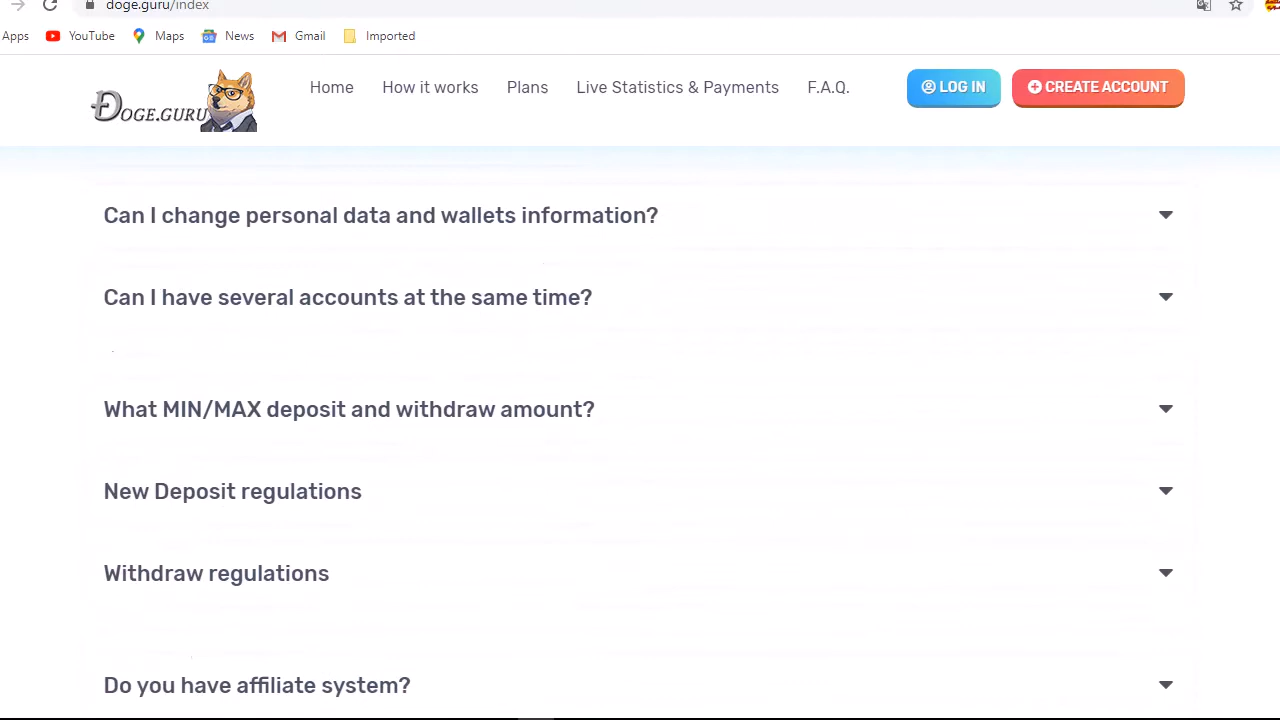 doge.guru/index
Apps YouTube Maps News Gmail Imported
ĐOGE.GURU Home How it works Plans Live Statistics & Payments F.A.Q. LOG IN CREATE ACCOUNT
Can I change personal data and wallets information?
Can I have several accounts at the same time?
What MIN/MAX deposit and withdraw amount?
New Deposit regulations
Withdraw regulations
Do you have affiliate system?